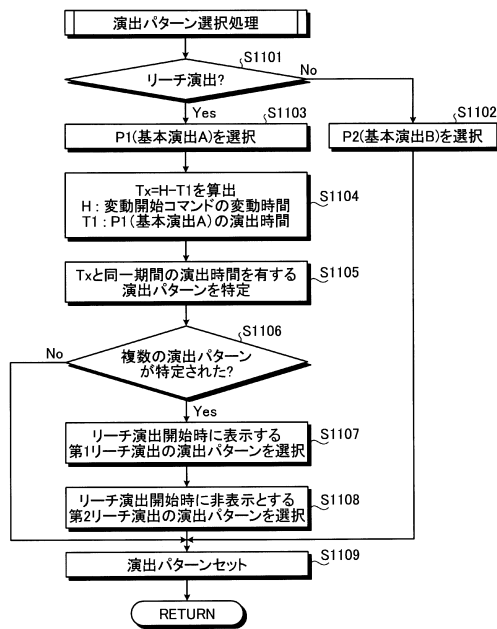 演出パターン選択処理
S1101
リーチ演出?
No
Yes
S1103
S1102
P1(基本演出A)を選択
P2(基本演出B)を選択
Tx=H-T1を算出
H:変動開始コマンドの変動時間
T1:P1(基本演出A)の演出時間
S1104
Txと同一期間の演出時間を有する
演出パターンを特定
S1105
S1106
No
複数の演出パターン
が特定された?
Yes
リーチ演出開始時に表示する
第1リーチ演出の演出パターンを選択
S1107
リーチ演出開始時に非表示とする
第2リーチ演出の演出パターンを選択
S1108
演出パターンセット
S1109
RETURN